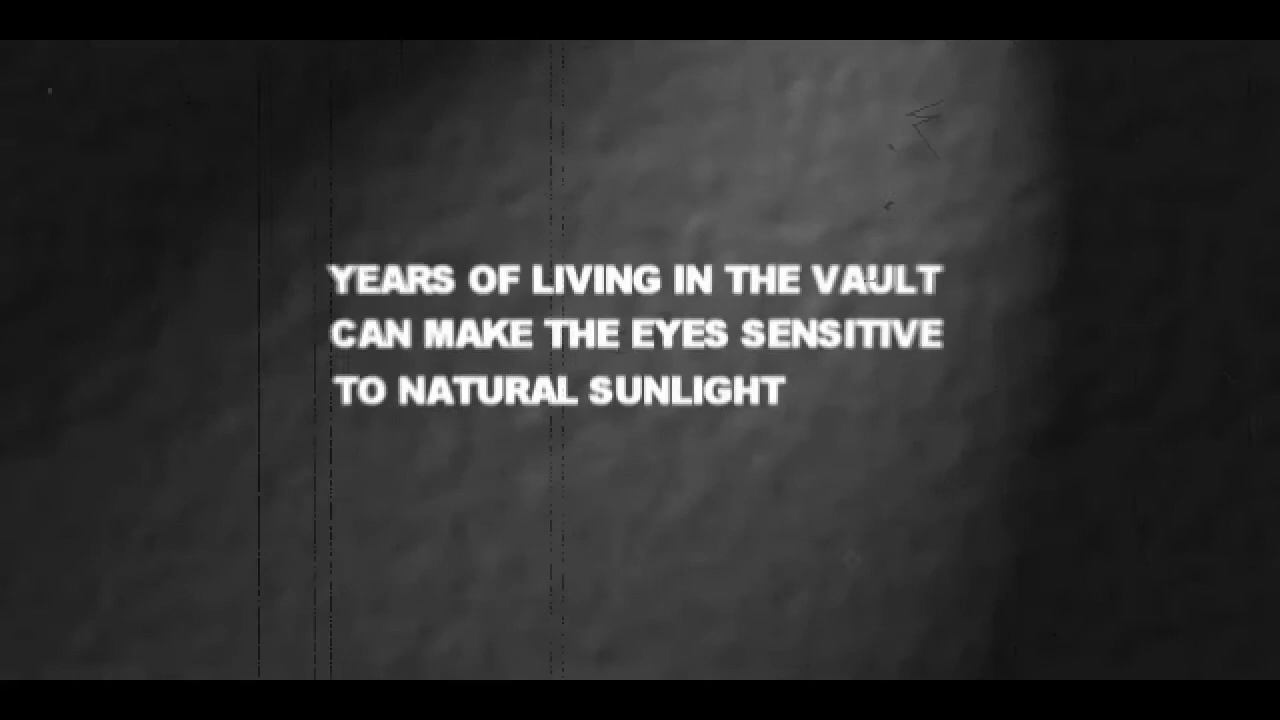 YEARS OF LIVING IN THE VAULT
CAN MAKE THE EYES SENSITIVE
TO NATURAL SUNLIGHT